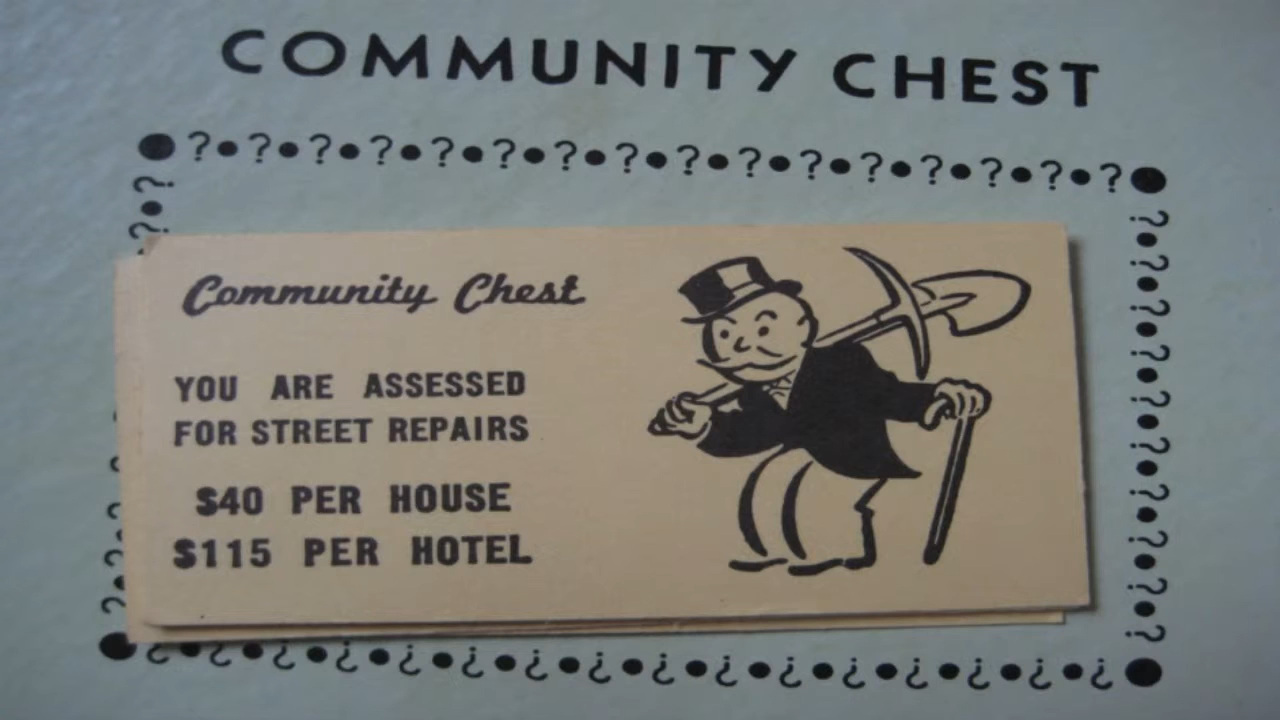 COMMUNITY CHEST
Community Chest
YOU ARE ASSESSED
FOR STREET REPAIRS
$40 PER HOUSE
$115 PER HOTEL